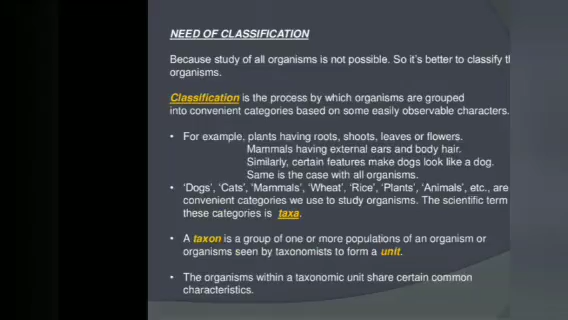 NEED OF CLASSIFICATION
Because study of all organisms is not possible. So it's better to classify
organisms.
Classification is the process by which organisms are grouped
into convenient categories based on some easily observable characters.
• For example, plants having roots, shoots, leaves or flowers.
Mammals having external ears and body hair.
Similarly, certain features make dogs look like a dog.
Same is the case with all organisms.
• ‘Dogs’, ‘Cats’, ’Mammals’, ‘Wheat’, ‘Rice’, ‘Plants’, ‘Animals’, etc., are
convenient categories we use to study organisms. The scientific term
these categories is taxa.
• A taxon is a group of one or more populations of an organism or
organisms seen by taxonomists to form a unit.
• The organisms within a taxonomic unit share certain common
characteristics.